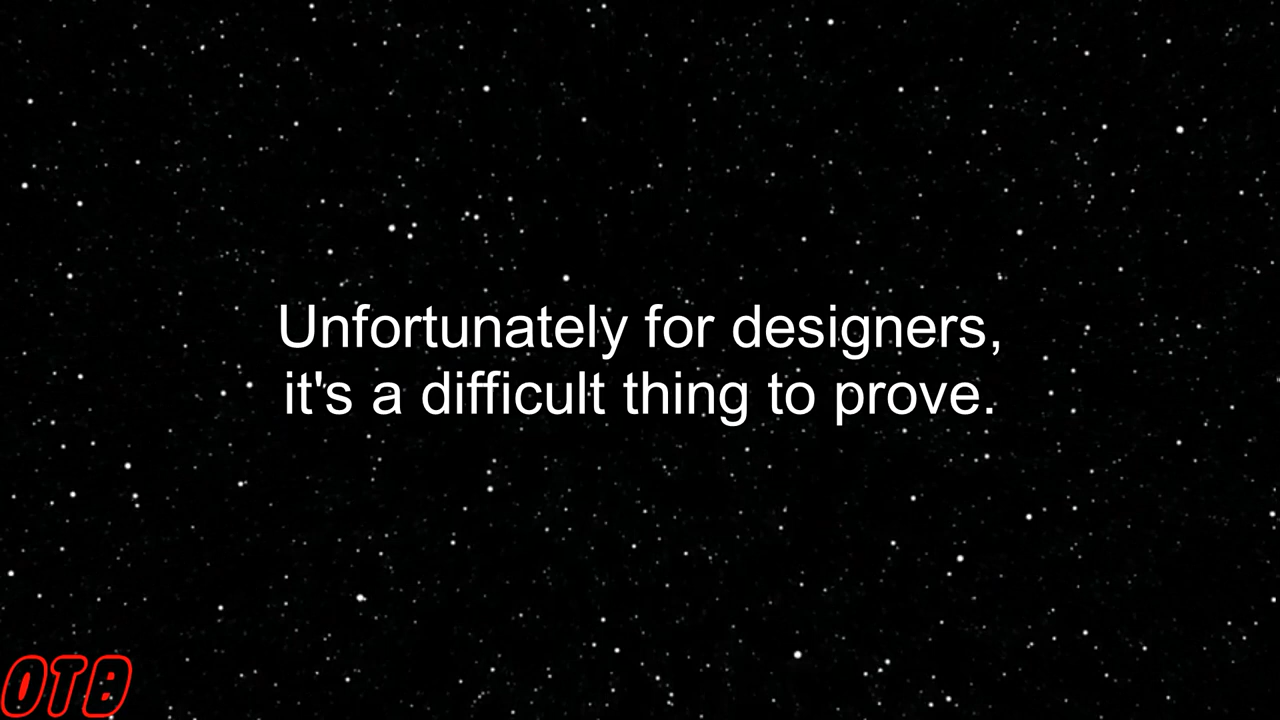 Unfortunately for designers,
it's a difficult thing to prove.
OTB